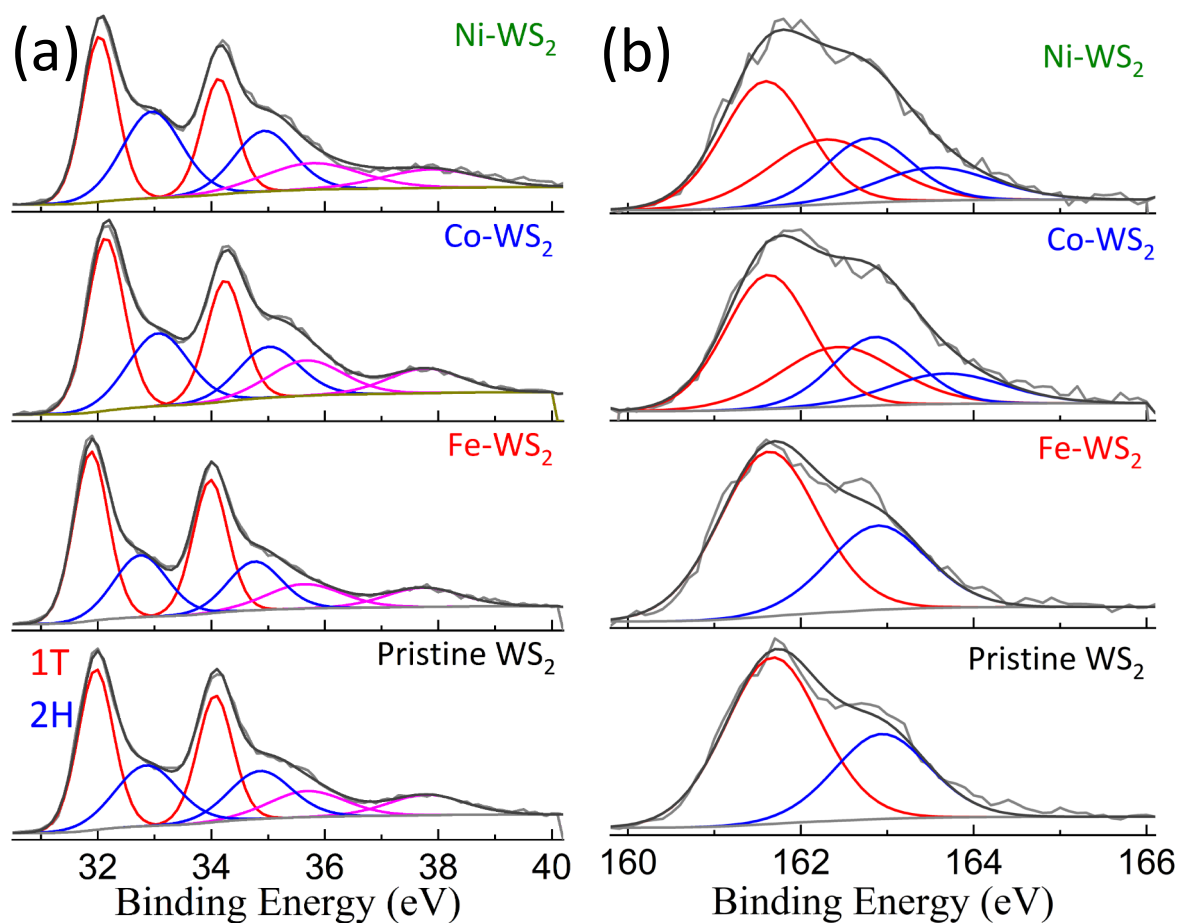 (a)
Ni-WS₂
Co-WS₂
Fe-WS₂
Pristine WS₂
1T
2H
32 34 36 38 40
Binding Energy (eV)
(b)
Ni-WS₂
Co-WS₂
Fe-WS₂
Pristine WS₂
160 162 164 166
Binding Energy (eV)